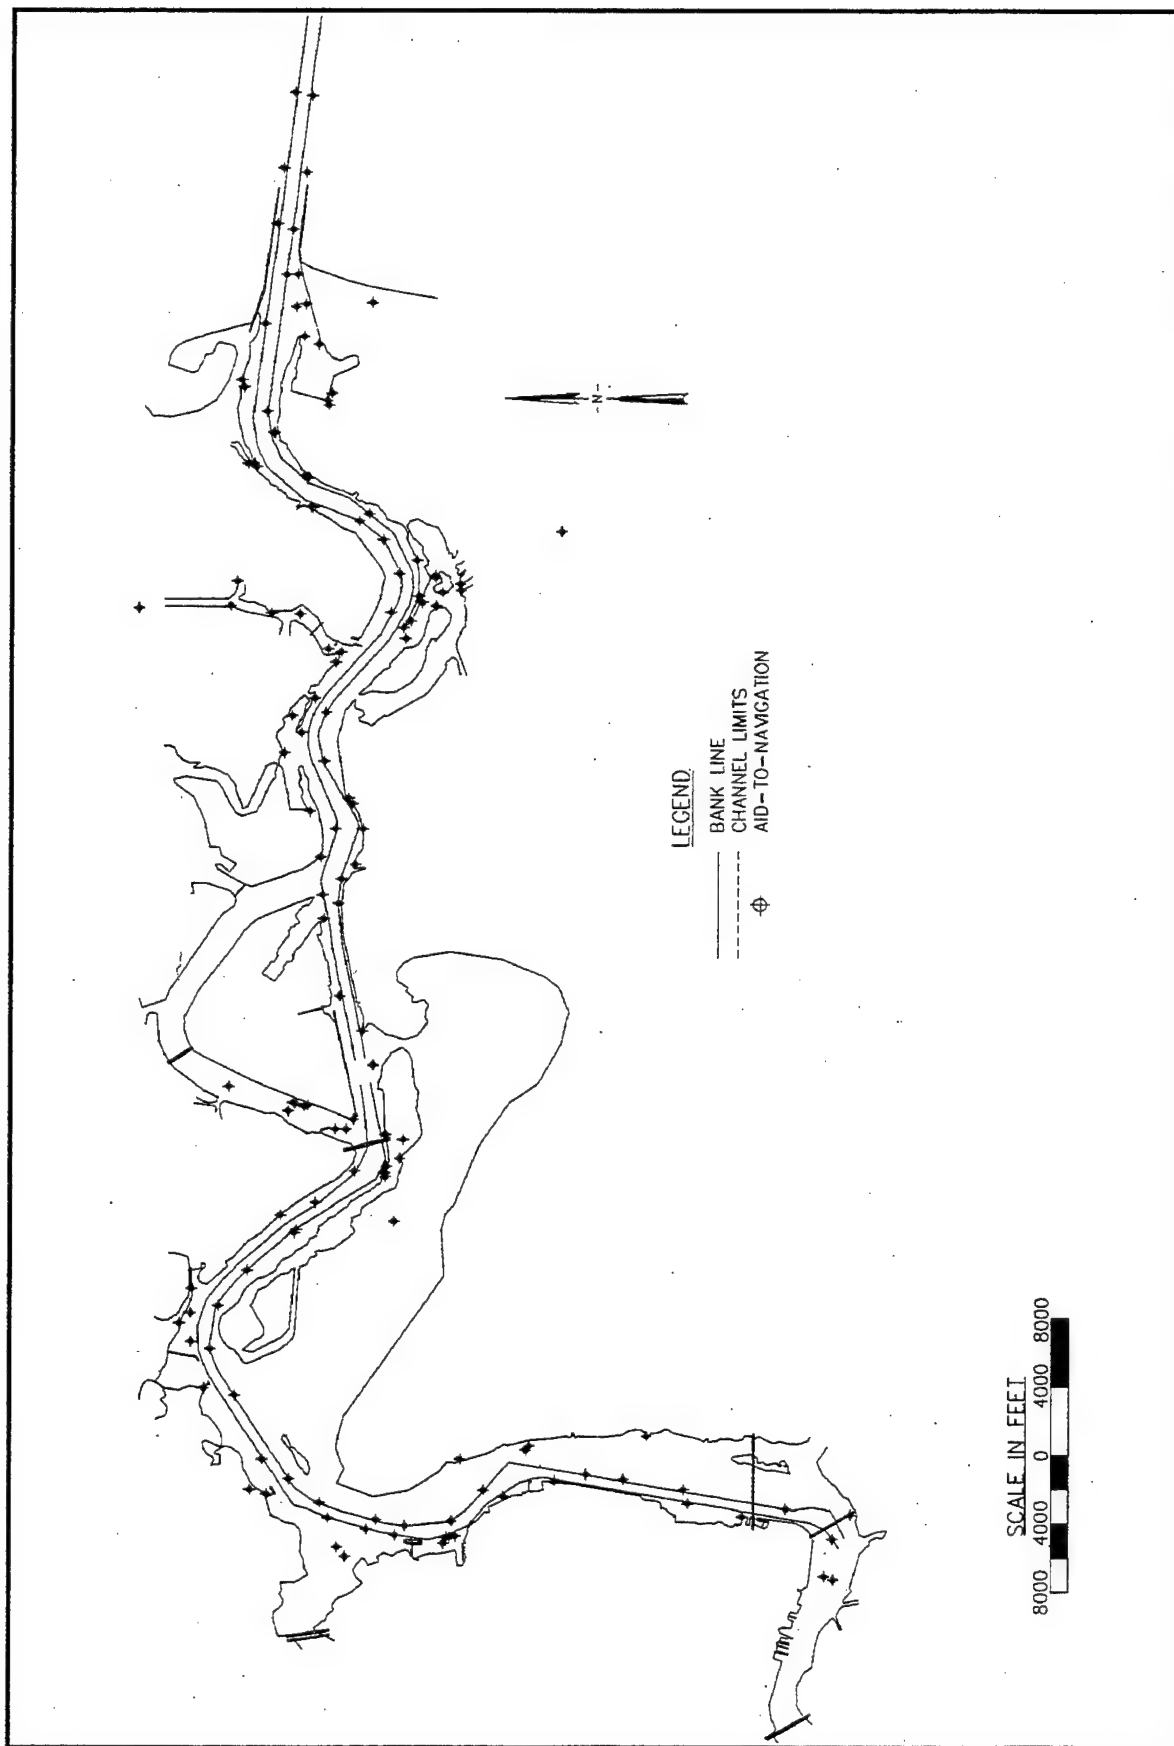 -N-
LEGEND
BANK LINE
CHANNEL LIMITS
AID-TO-NAVIGATION
SCALE IN FEET
8000 4000 0 4000 8000